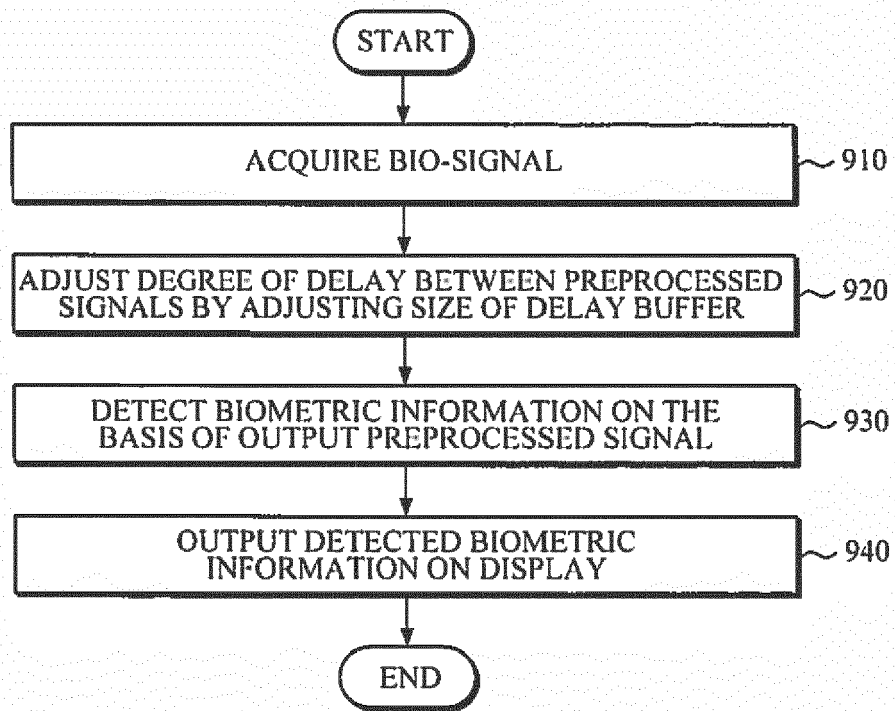 START
ACQUIRE BIO-SIGNAL
910
ADJUST DEGREE OF DELAY BETWEEN PREPROCESSED
SIGNALS BY ADJUSTING SIZE OF DELAY BUFFER
920
DETECT BIOMETRIC INFORMATION ON THE
BASIS OF OUTPUT PREPROCESSED SIGNAL
930
OUTPUT DETECTED BIOMETRIC
INFORMATION ON DISPLAY
940
END